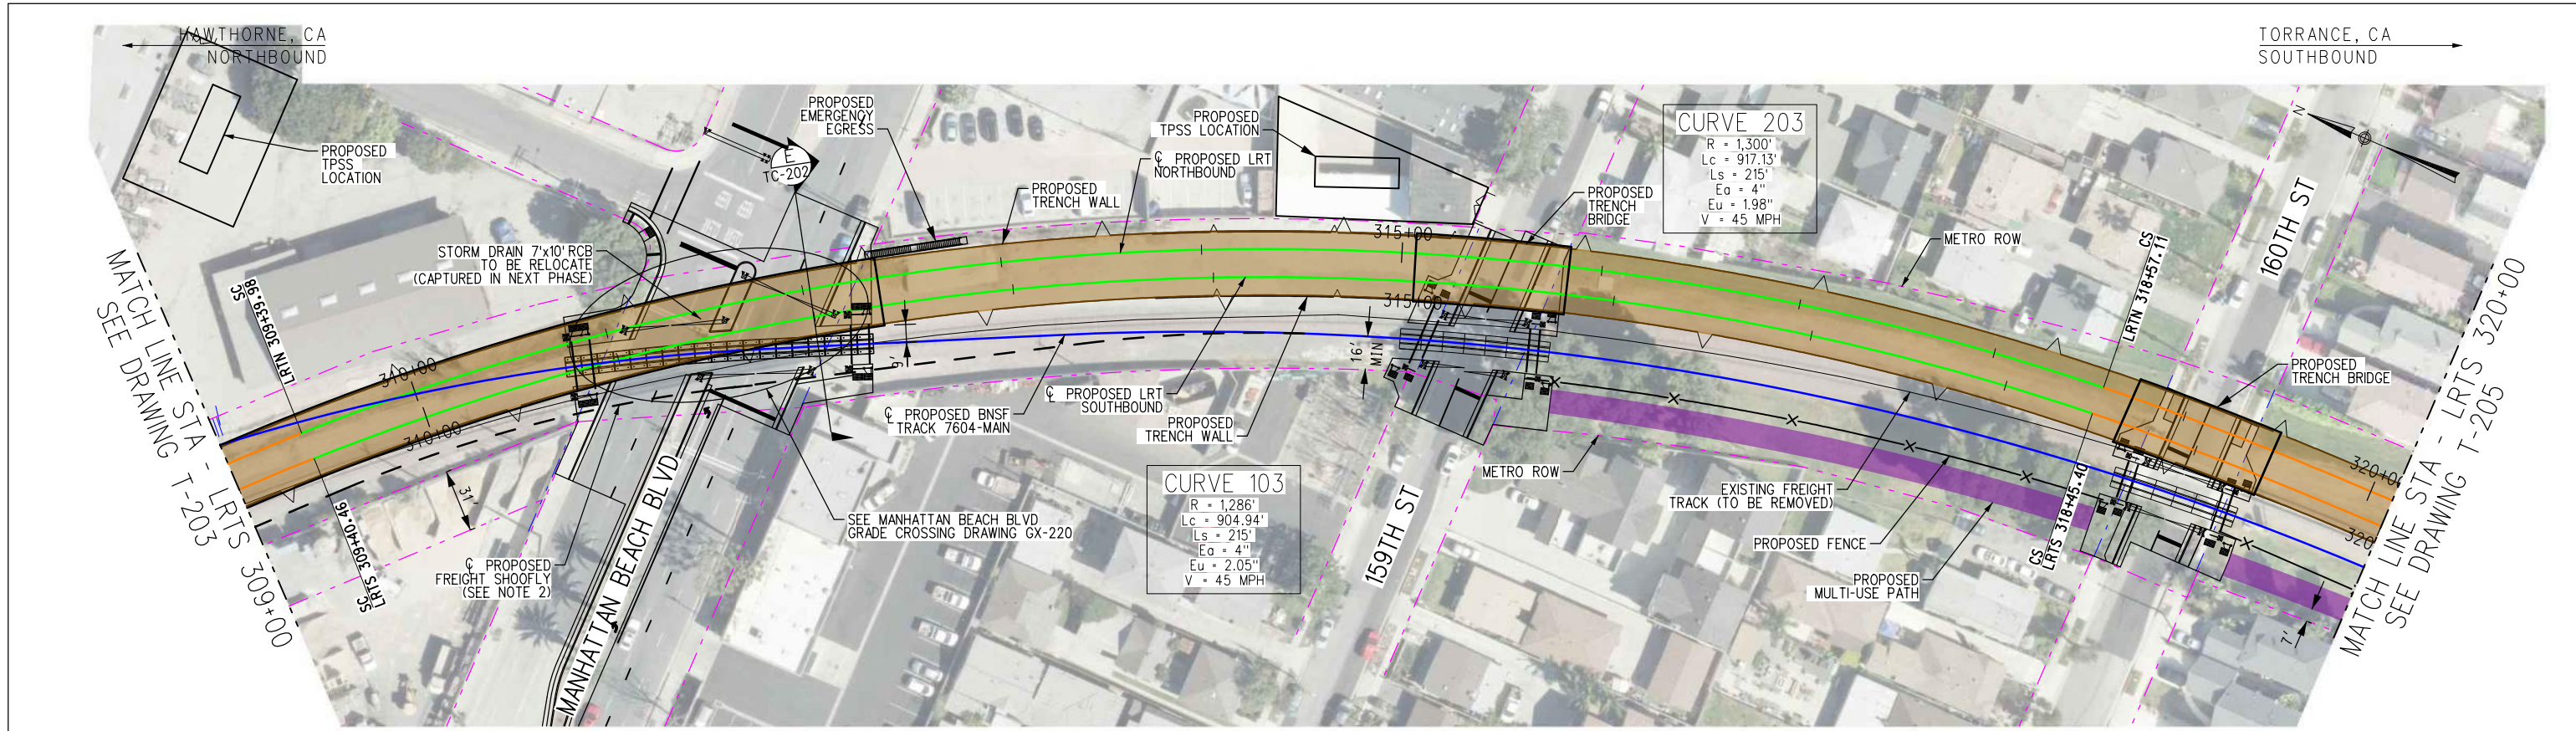 HAWTHORNE, CA
NORTHBOUND
TORRANCE, CA
SOUTHBOUND
PROPOSED
TPSS
LOCATION
PROPOSED
EMERGENCY
EGRESS
E
TC-202
STORM DRAIN 7'x10' RCB
TO BE RELOCATE
(CAPTURED IN NEXT PHASE)
PROPOSED
TRENCH WALL
℄ PROPOSED LRT
NORTHBOUND
PROPOSED
TPSS LOCATION
PROPOSED
TRENCH
BRIDGE
CURVE 203
R = 1,300'
Lc = 917.13'
Ls = 215'
Ea = 4"
Eu = 1.98"
V = 45 MPH
METRO ROW
N
160TH ST
CS
LRTN 318+57.11
PROPOSED
TRENCH BRIDGE
MATCH LINE STA - LRTS 309+00
SEE DRAWING T-203
SC
LRTN 309+39.98
310+00
310+00
315+00
315+00
320+00
320
SC
LRTS 309+40.46
31'
9'
16'
MIN
℄ PROPOSED
FREIGHT SHOOFLY
(SEE NOTE 2)
MANHATTAN BEACH BLVD
SEE MANHATTAN BEACH BLVD
GRADE CROSSING DRAWING GX-220
℄ PROPOSED BNSF
TRACK 7604-MAIN
℄ PROPOSED LRT
SOUTHBOUND
PROPOSED
TRENCH WALL
CURVE 103
R = 1,286'
Lc = 904.94'
Ls = 215'
Ea = 4"
Eu = 2.05"
V = 45 MPH
159TH ST
METRO ROW
EXISTING FREIGHT
TRACK (TO BE REMOVED)
PROPOSED FENCE
PROPOSED
MULTI-USE PATH
CS
LRTS 318+45.40
7'
MATCH LINE STA - LRTS 320+00
SEE DRAWING T-205